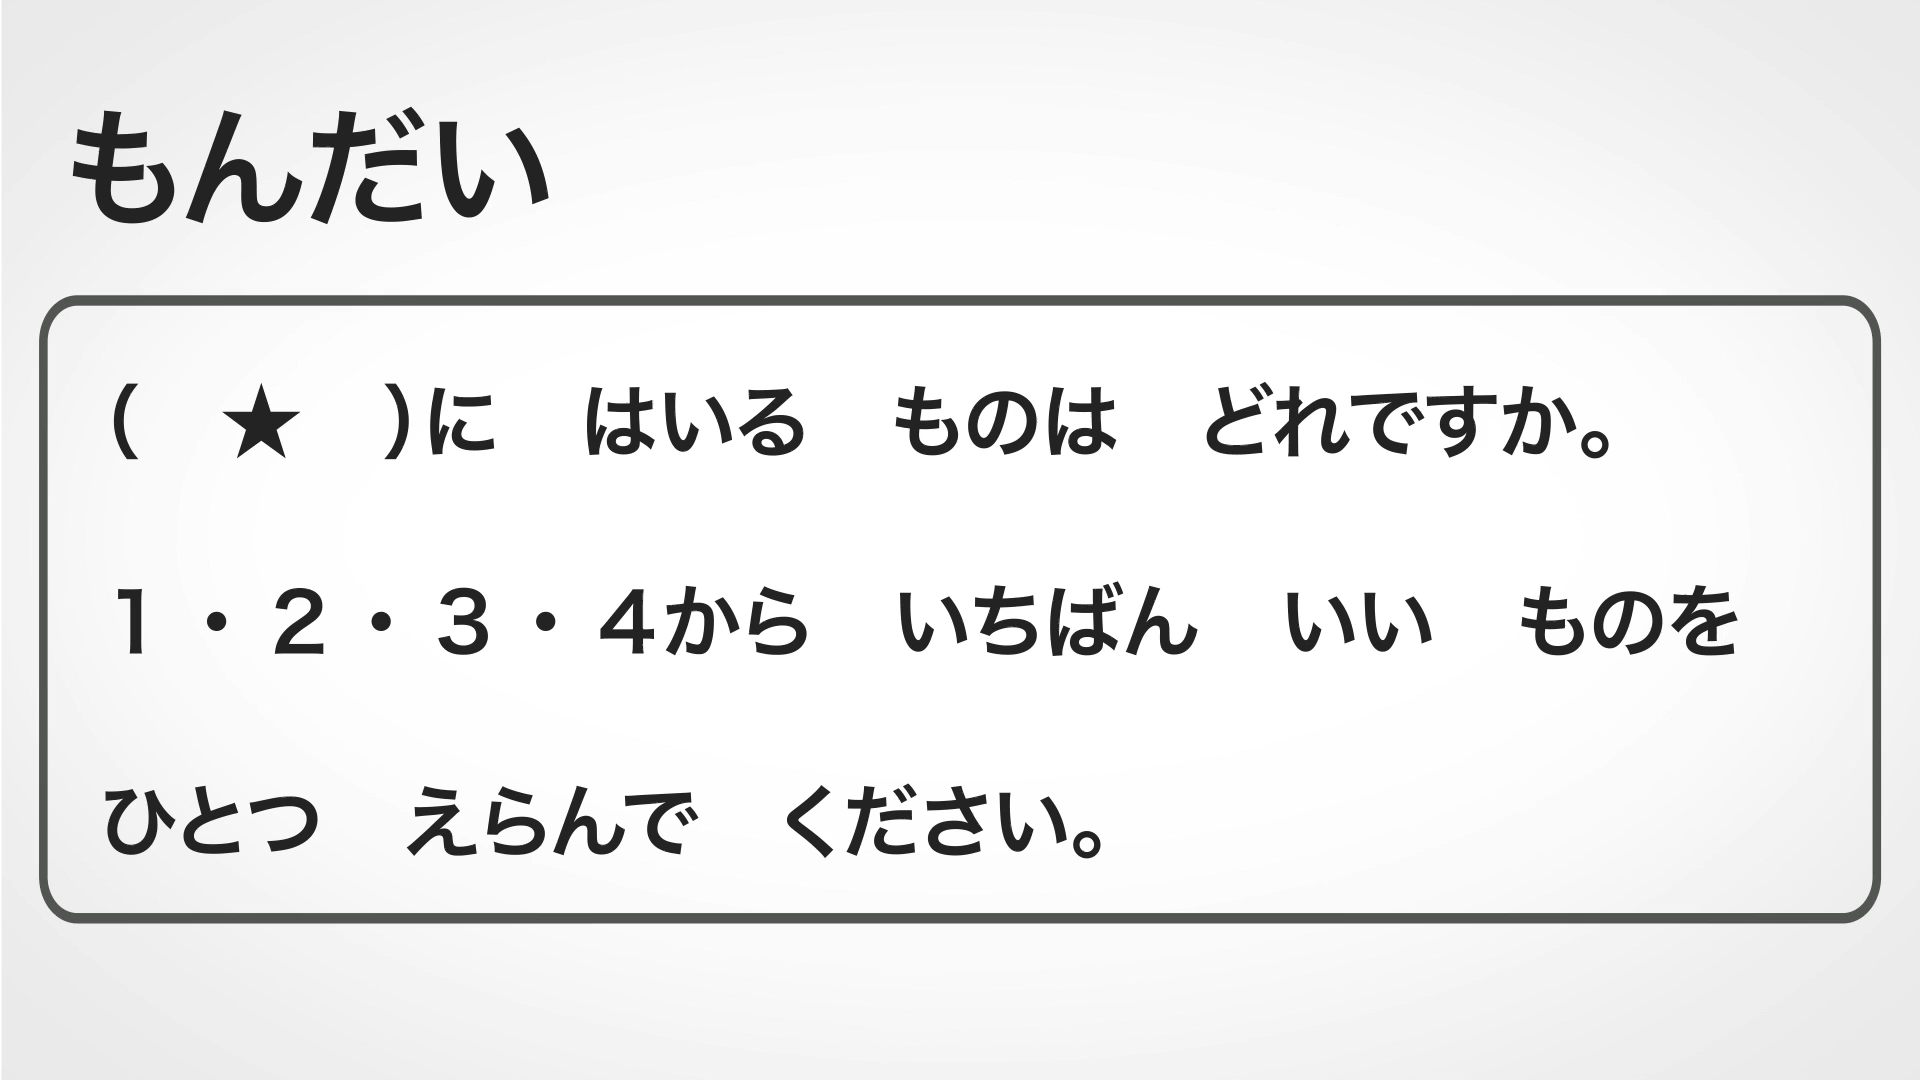 もんだい
（　★　）に　はいる　ものは　どれですか。
１・２・３・４から　いちばん　いい　ものを
ひとつ　えらんで　ください。